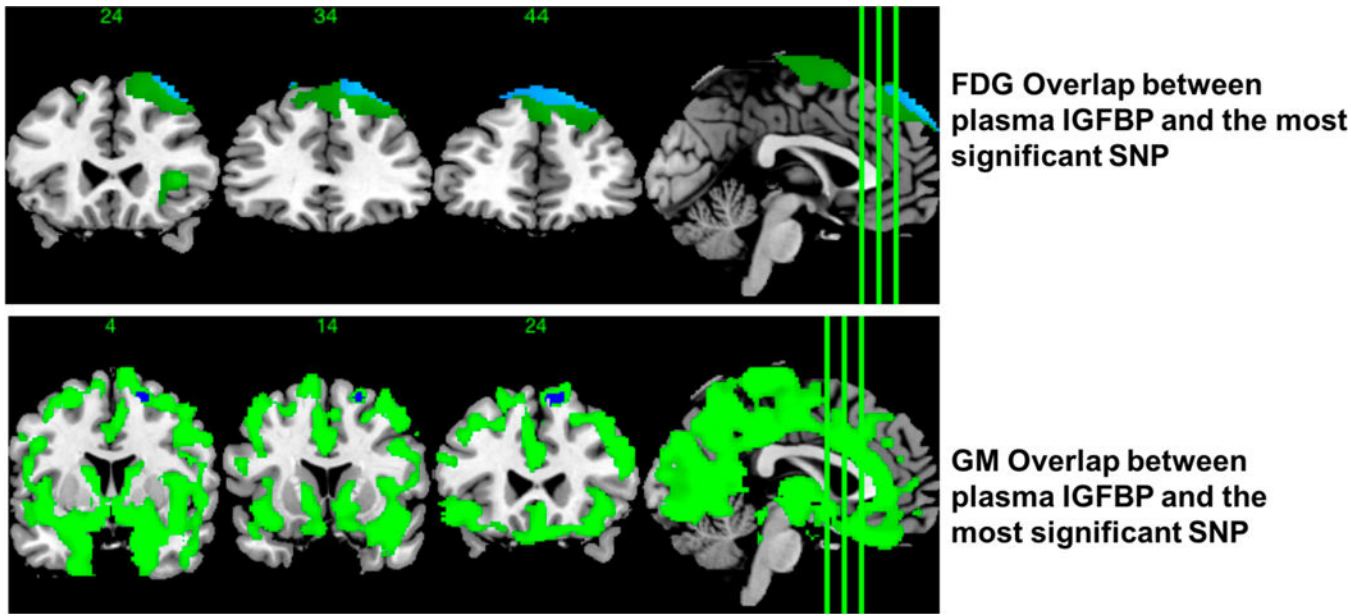 24 34 44
FDG Overlap between
plasma IGFBP and the most
significant SNP
4 14 24
GM Overlap between
plasma IGFBP and the
most significant SNP